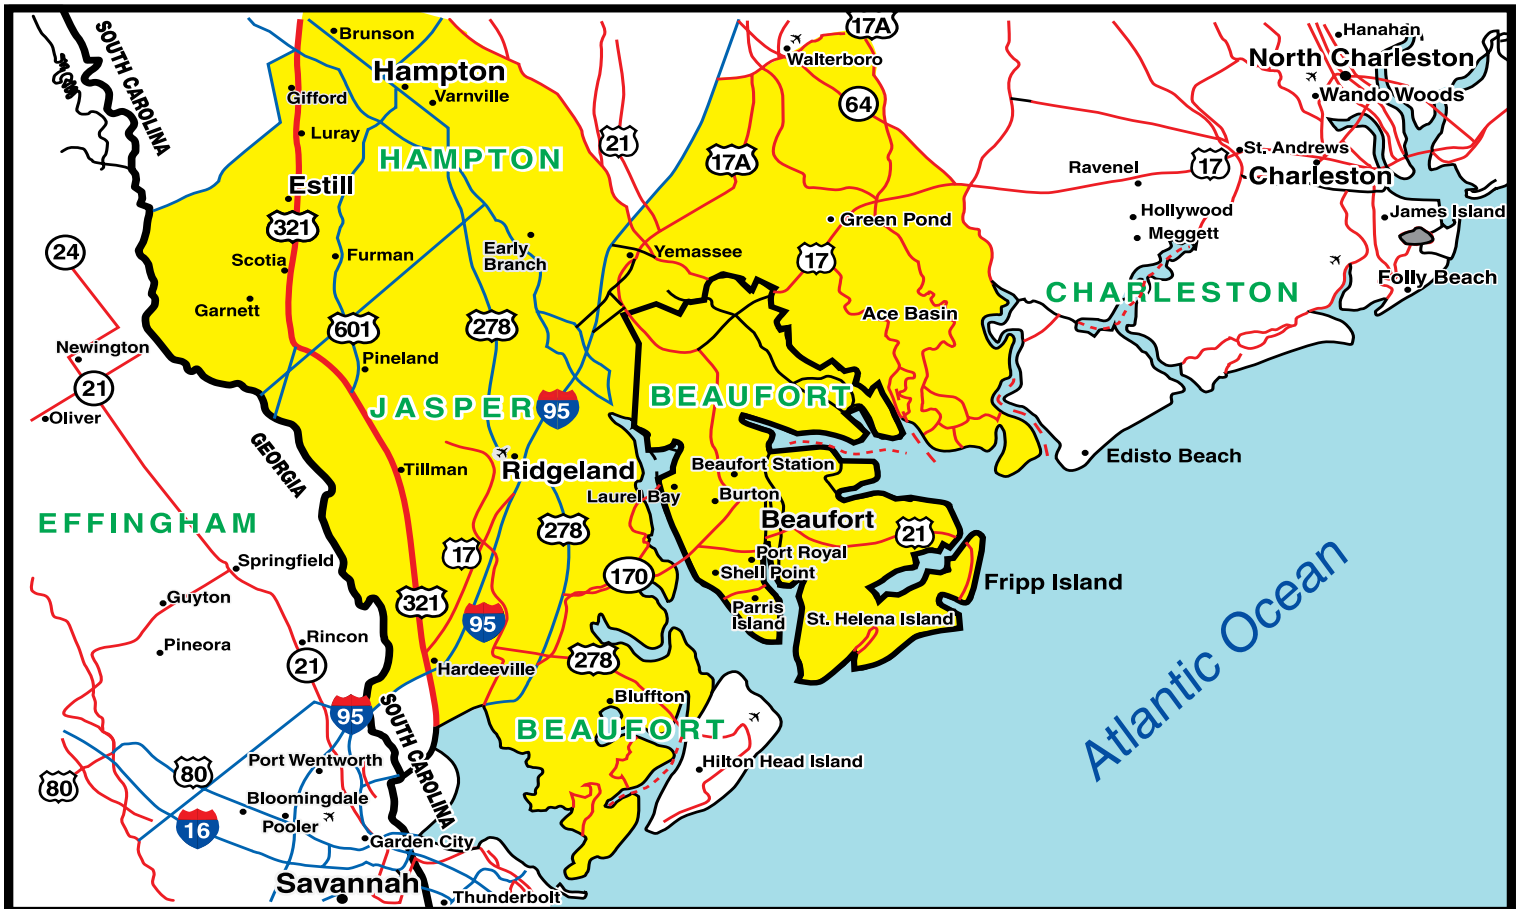 SOUTH CAROLINA
Brunson
17A
Hanahan
Walterboro
North Charleston
Hampton
Gifford
Varnville
64
Wando Woods
Luray
21
HAMPTON
17A
St. Andrews
Ravenel
17
Charleston
Estill
321
Green Pond
Hollywood
James Island
Meggett
24
Scotia
Furman
Early
Branch
Yemassee
17
Folly Beach
CHARLESTON
Garnett
601
278
Ace Basin
Newington
Pineland
21
JASPER
95
BEAUFORT
Oliver
GEORGIA
Tillman
Ridgeland
Beaufort Station
Edisto Beach
Laurel Bay
Burton
EFFINGHAM
Beaufort
278
21
17
Port Royal
Springfield
170
Shell Point
Fripp Island
Guyton
321
Parris
Island
St. Helena Island
95
Pineora
Rincon
21
Hardeeville
278
Atlantic Ocean
Bluffton
95
SOUTH CAROLINA
BEAUFORT
Port Wentworth
Hilton Head Island
80
80
Bloomingdale
Pooler
16
Garden City
Savannah
Thunderbolt